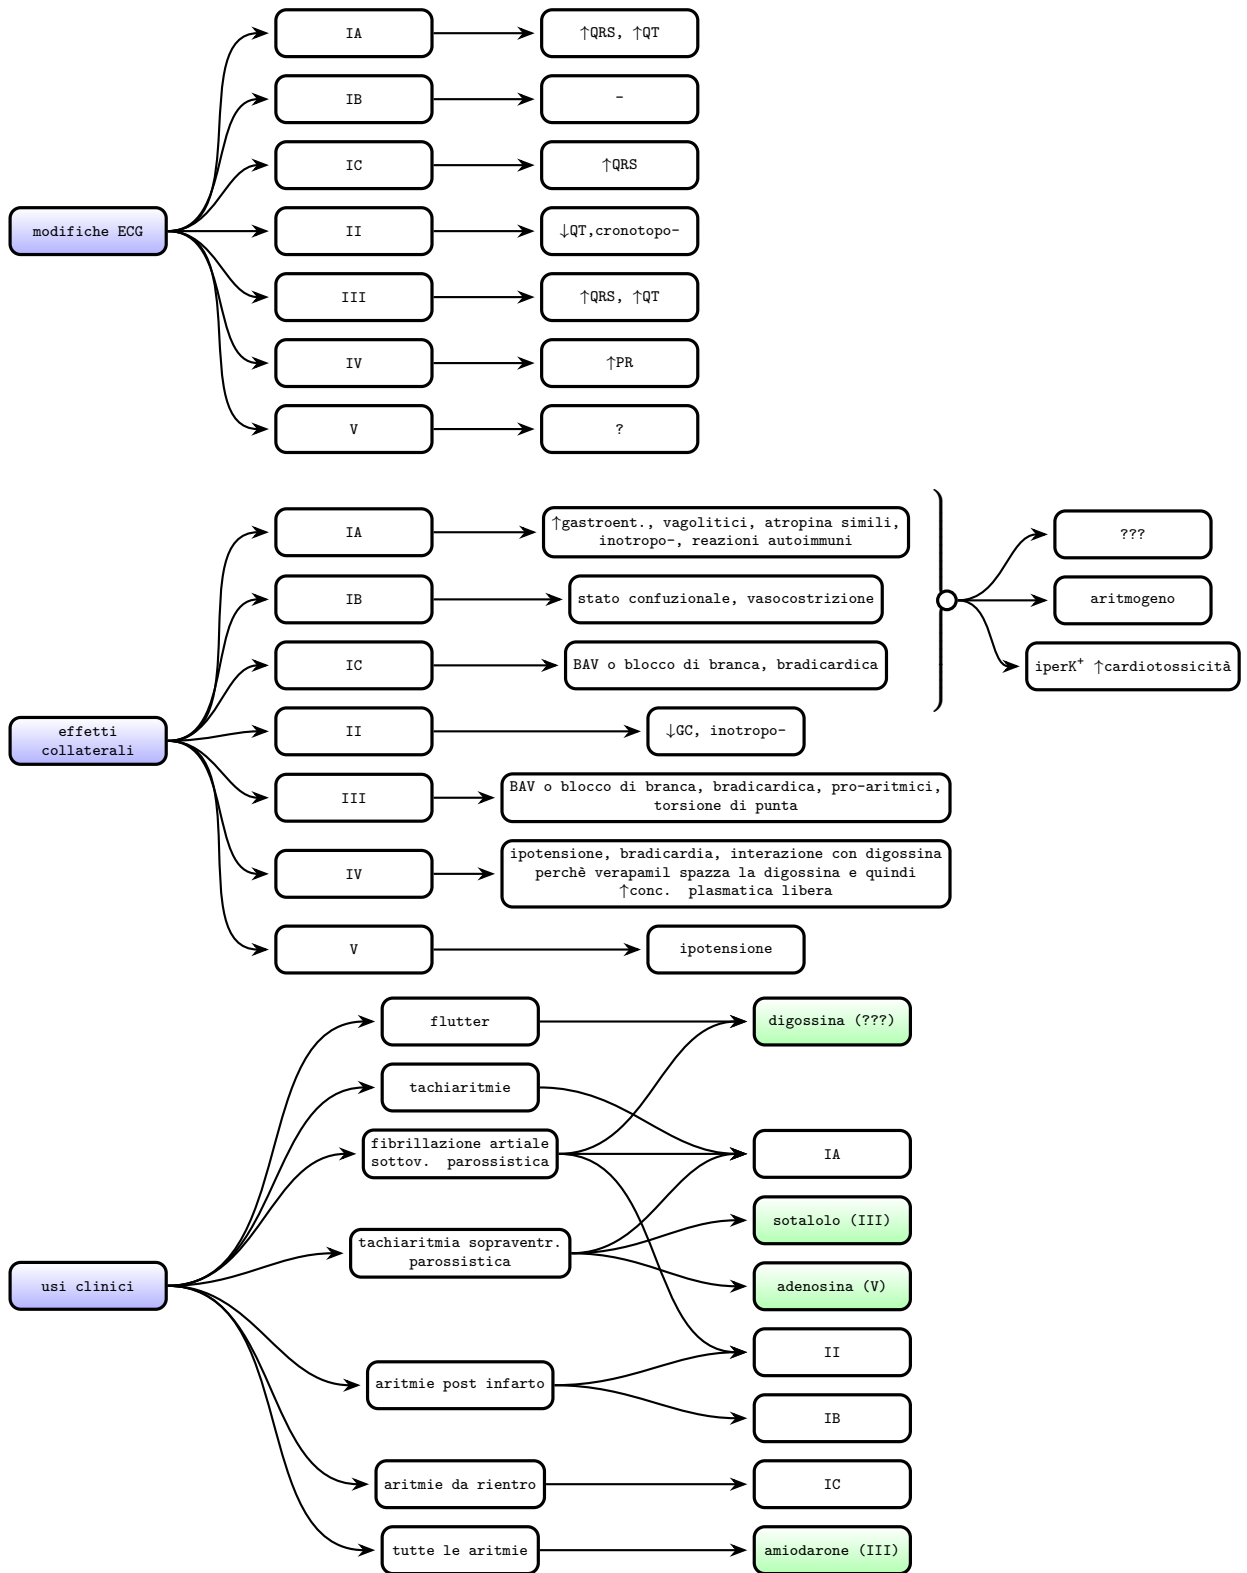 IA
↑QRS, ↑QT
IB
-
IC
↑QRS
modifiche ECG
II
↓QT,cronotopo-
III
↑QRS, ↑QT
IV
↑PR
V
?
IA
↑gastroent., vagolitici, atropina simili,
inotropo-, reazioni autoimmuni
???
IB
stato confuzionale, vasocostrizione
aritmogeno
IC
BAV o blocco di branca, bradicardica
iperK⁺ ↑cardiotossicità
effetti
collaterali
II
↓GC, inotropo-
III
BAV o blocco di branca, bradicardica, pro-aritmici,
torsione di punta
IV
ipotensione, bradicardia, interazione con digossina
perchè verapamil spazza la digossina e quindi
↑conc. plasmatica libera
V
ipotensione
flutter
digossina (???)
tachiaritmie
fibrillazione artiale
sottov. parossistica
IA
sotalolo (III)
tachiaritmia sopraventr.
parossistica
usi clinici
adenosina (V)
II
aritmie post infarto
IB
aritmie da rientro
IC
tutte le aritmie
amiodarone (III)